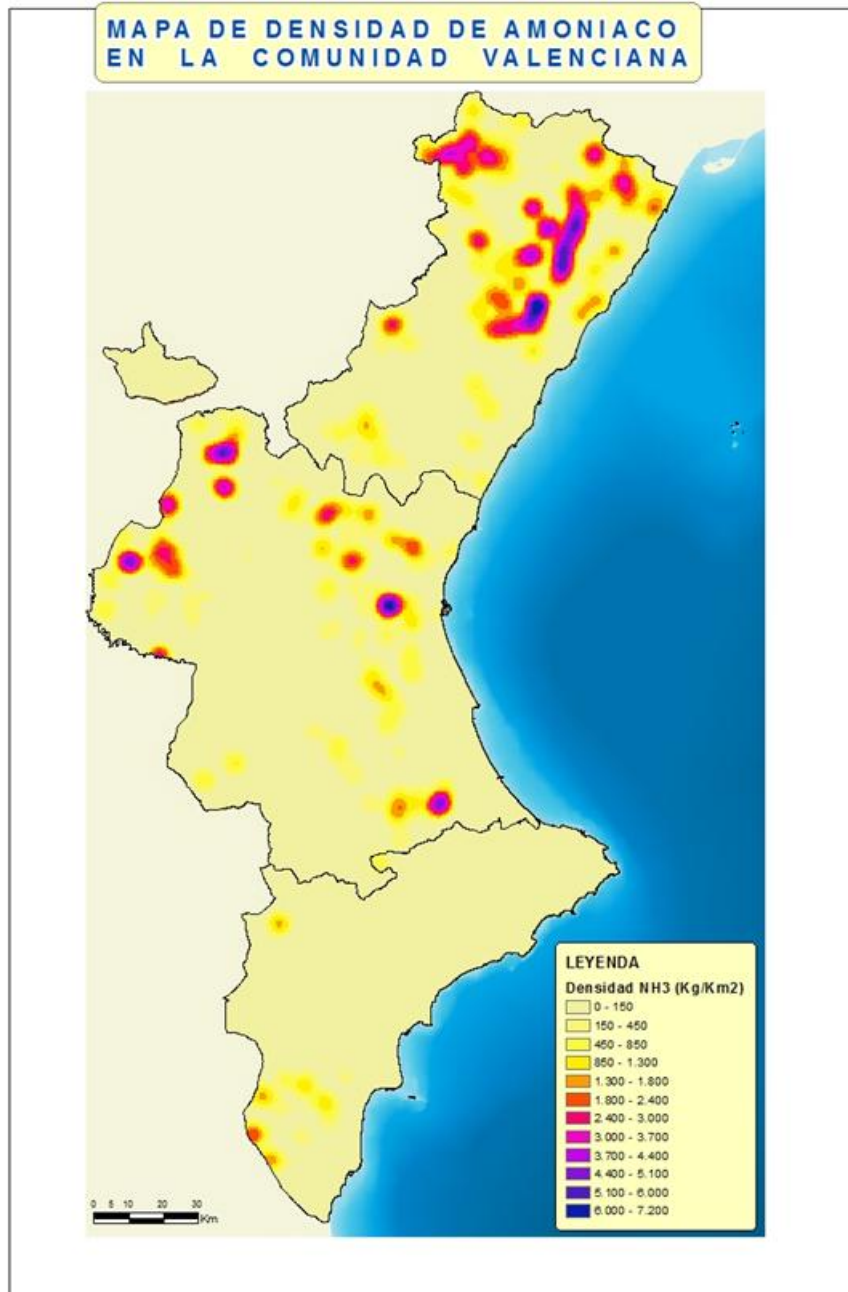 MAPA DE DENSIDAD DE AMONIACO
EN LA COMUNIDAD VALENCIANA
LEYENDA
Densidad NH3 (Kg/Km2)
0 - 150
150 - 450
450 - 850
850 - 1.300
1.300 - 1.800
1.800 - 2.400
2.400 - 3.000
3.000 - 3.700
3.700 - 4.400
4.400 - 5.100
5.100 - 6.000
6.000 - 7.200
0 5 10 20 30
Km